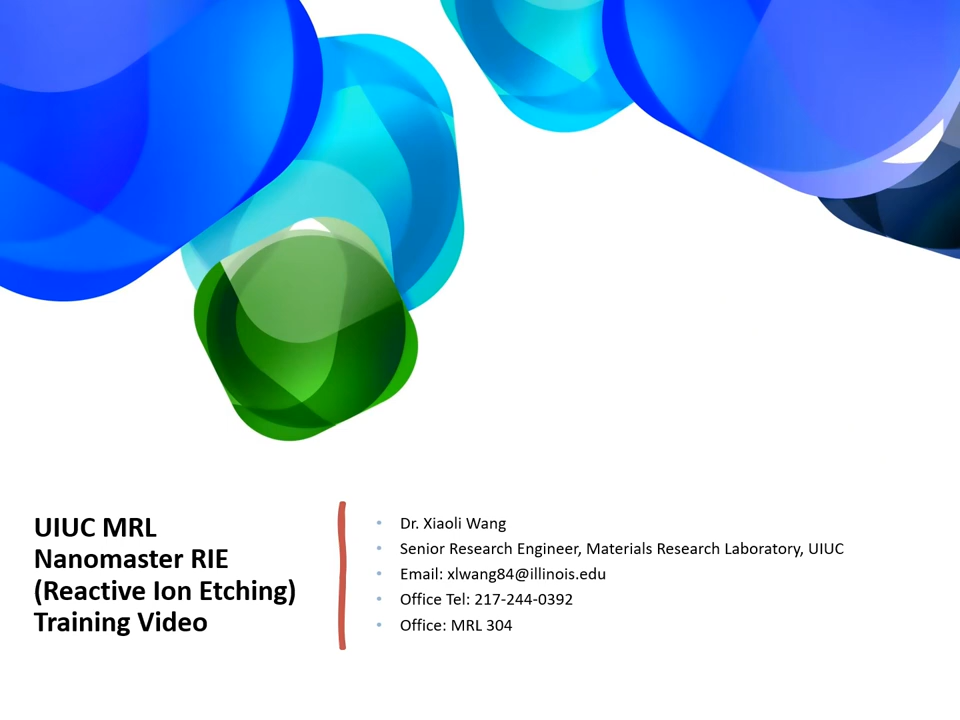 UIUC MRL
Nanomaster RIE
(Reactive Ion Etching)
Training Video
• Dr. Xiaoli Wang
• Senior Research Engineer, Materials Research Laboratory, UIUC
• Email: xlwang84@illinois.edu
• Office Tel: 217-244-0392
• Office: MRL 304